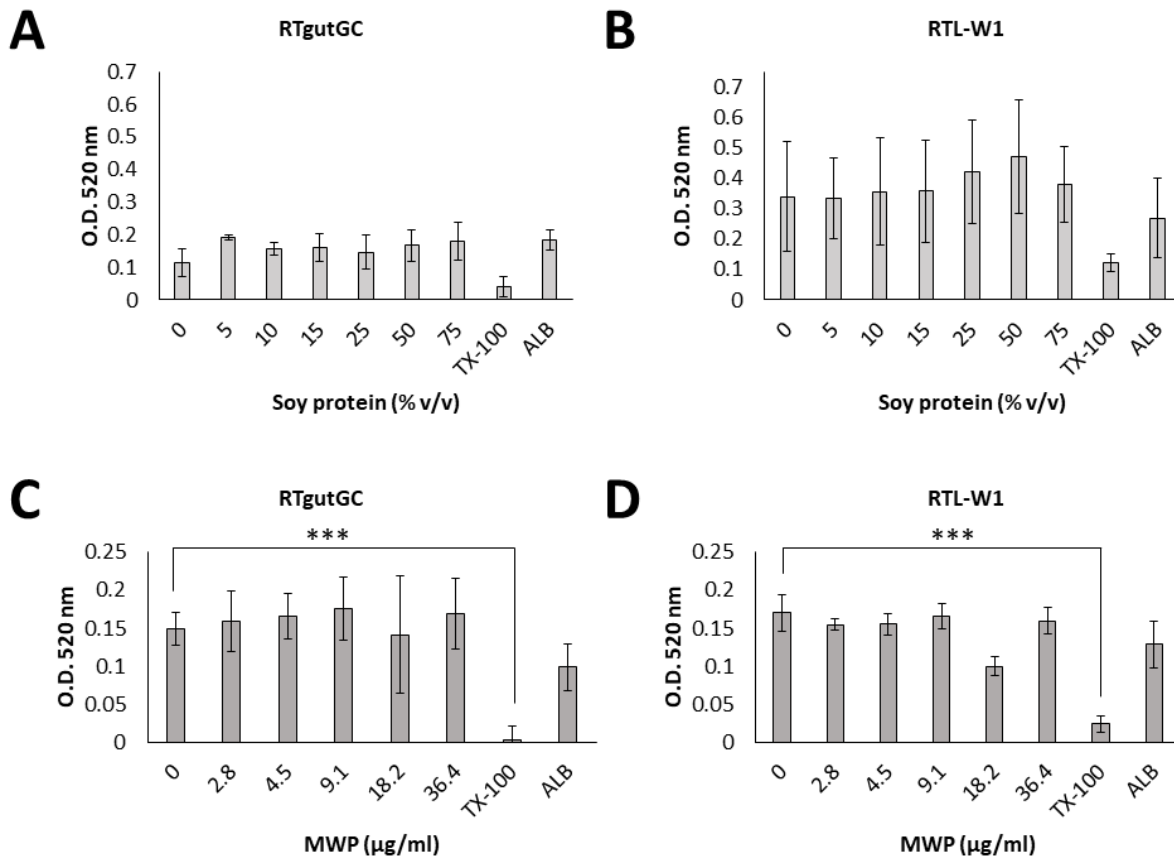 A
RTgutGC
O.D. 520 nm
0.7
0.6
0.5
0.4
0.3
0.2
0.1
0
0
5
10
15
25
50
75
TX-100
ALB
Soy protein (% v/v)
B
RTL-W1
O.D. 520 nm
0.7
0.6
0.5
0.4
0.3
0.2
0.1
0
0
5
10
15
25
50
75
TX-100
ALB
Soy protein (% v/v)
C
RTgutGC
***
O.D. 520 nm
0.25
0.2
0.15
0.1
0.05
0
0
2.8
4.5
9.1
18.2
36.4
TX-100
ALB
MWP (µg/ml)
D
RTL-W1
***
O.D. 520 nm
0.25
0.2
0.15
0.1
0.05
0
0
2.8
4.5
9.1
18.2
36.4
TX-100
ALB
MWP (µg/ml)